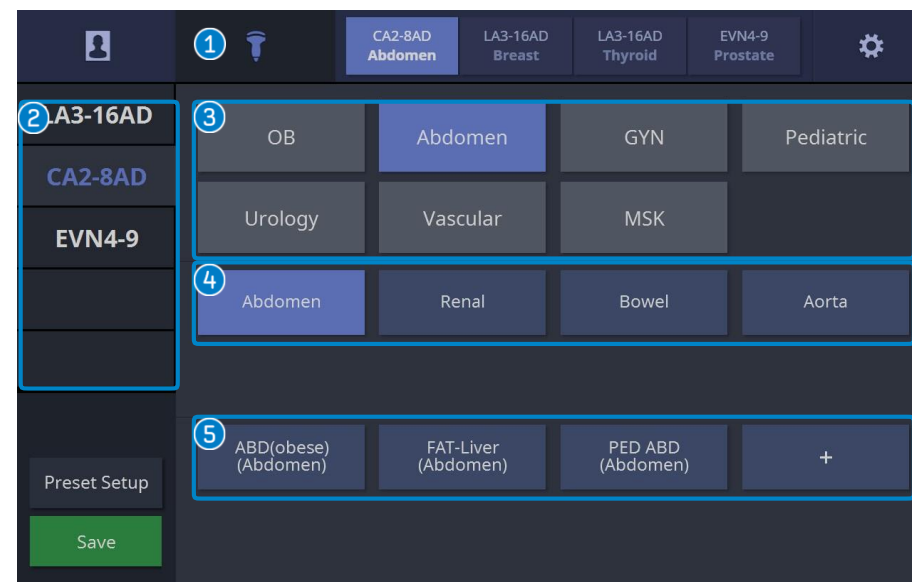 1
CA2-8AD
Abdomen
LA3-16AD
Breast
LA3-16AD
Thyroid
EVN4-9
Prostate
2
LA3-16AD
CA2-8AD
EVN4-9
Preset Setup
Save
3
OB
Abdomen
GYN
Pediatric
Urology
Vascular
MSK
4
Abdomen
Renal
Bowel
Aorta
5
ABD(obese)
(Abdomen)
FAT-Liver
(Abdomen)
PED ABD
(Abdomen)
+